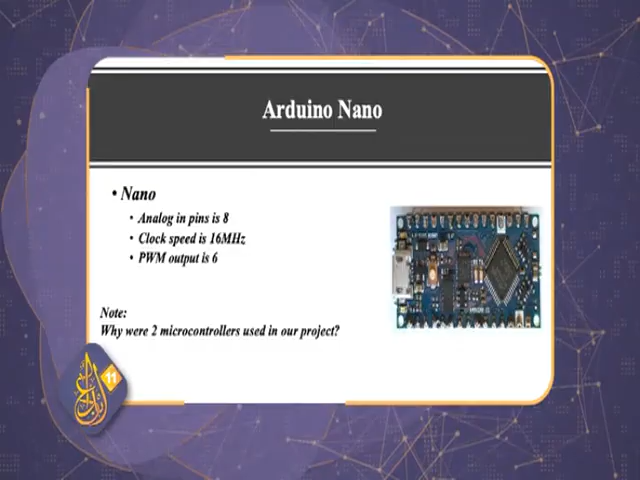 Arduino Nano
• Nano
• Analog in pins is 8
• Clock speed is 16MHz
• PWM output is 6
Note:
Why were 2 microcontrollers used in our project?
11